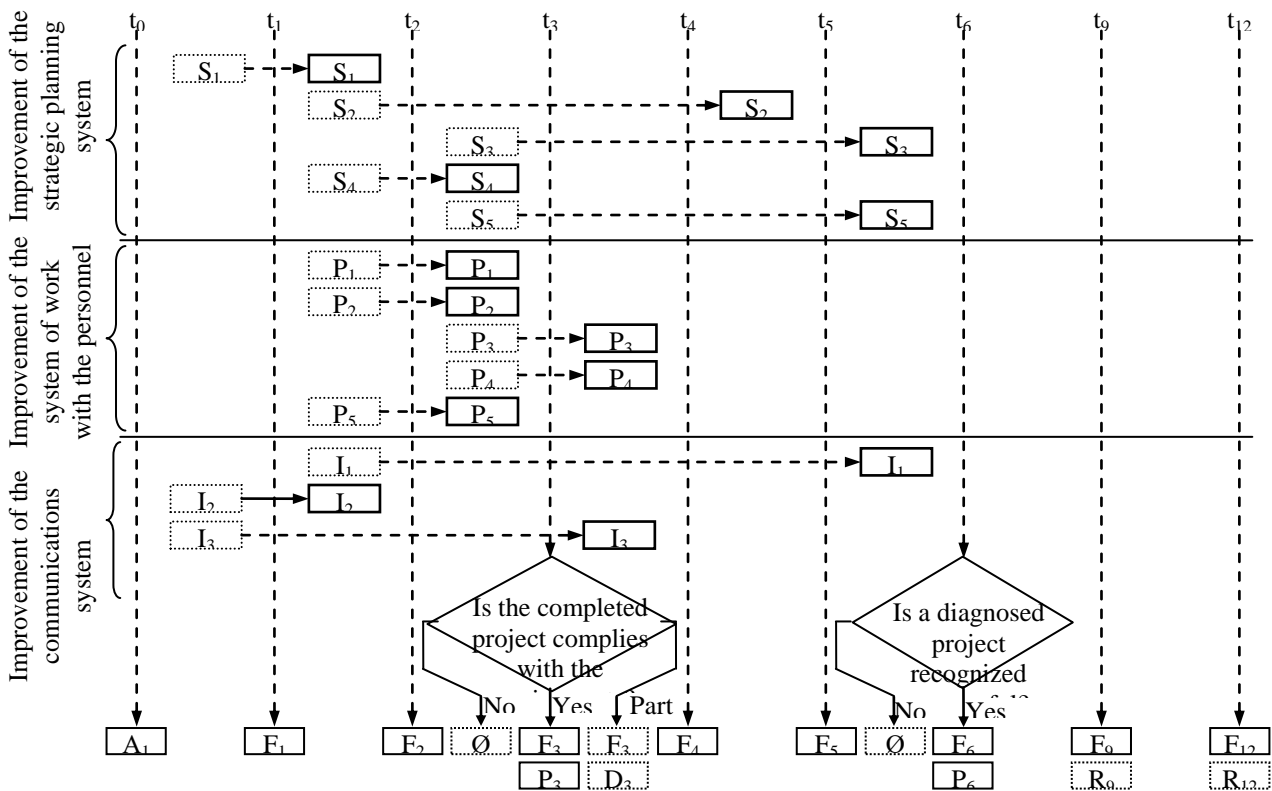 t0 t1 t2 t3 t4 t5 t6 t9 t12
Improvement of the
strategic planning
system
S1 S1
S2 S2
S3 S3
S4 S4
S5 S5
Improvement of the
system of work
with the personnel
P1 P1
P2 P2
P3 P3
P4 P4
P5 P5
Improvement of the
communications
system
I1 I1
I2 I2
I3 I3
Is the completed
project complies
with the
Is a diagnosed
project
recognized
No Yes Part
No Yes
A1 F1 F2 Ø F3 F3 F4 F5 Ø F6 F9 F12
P3 D3 P6 R9 R12